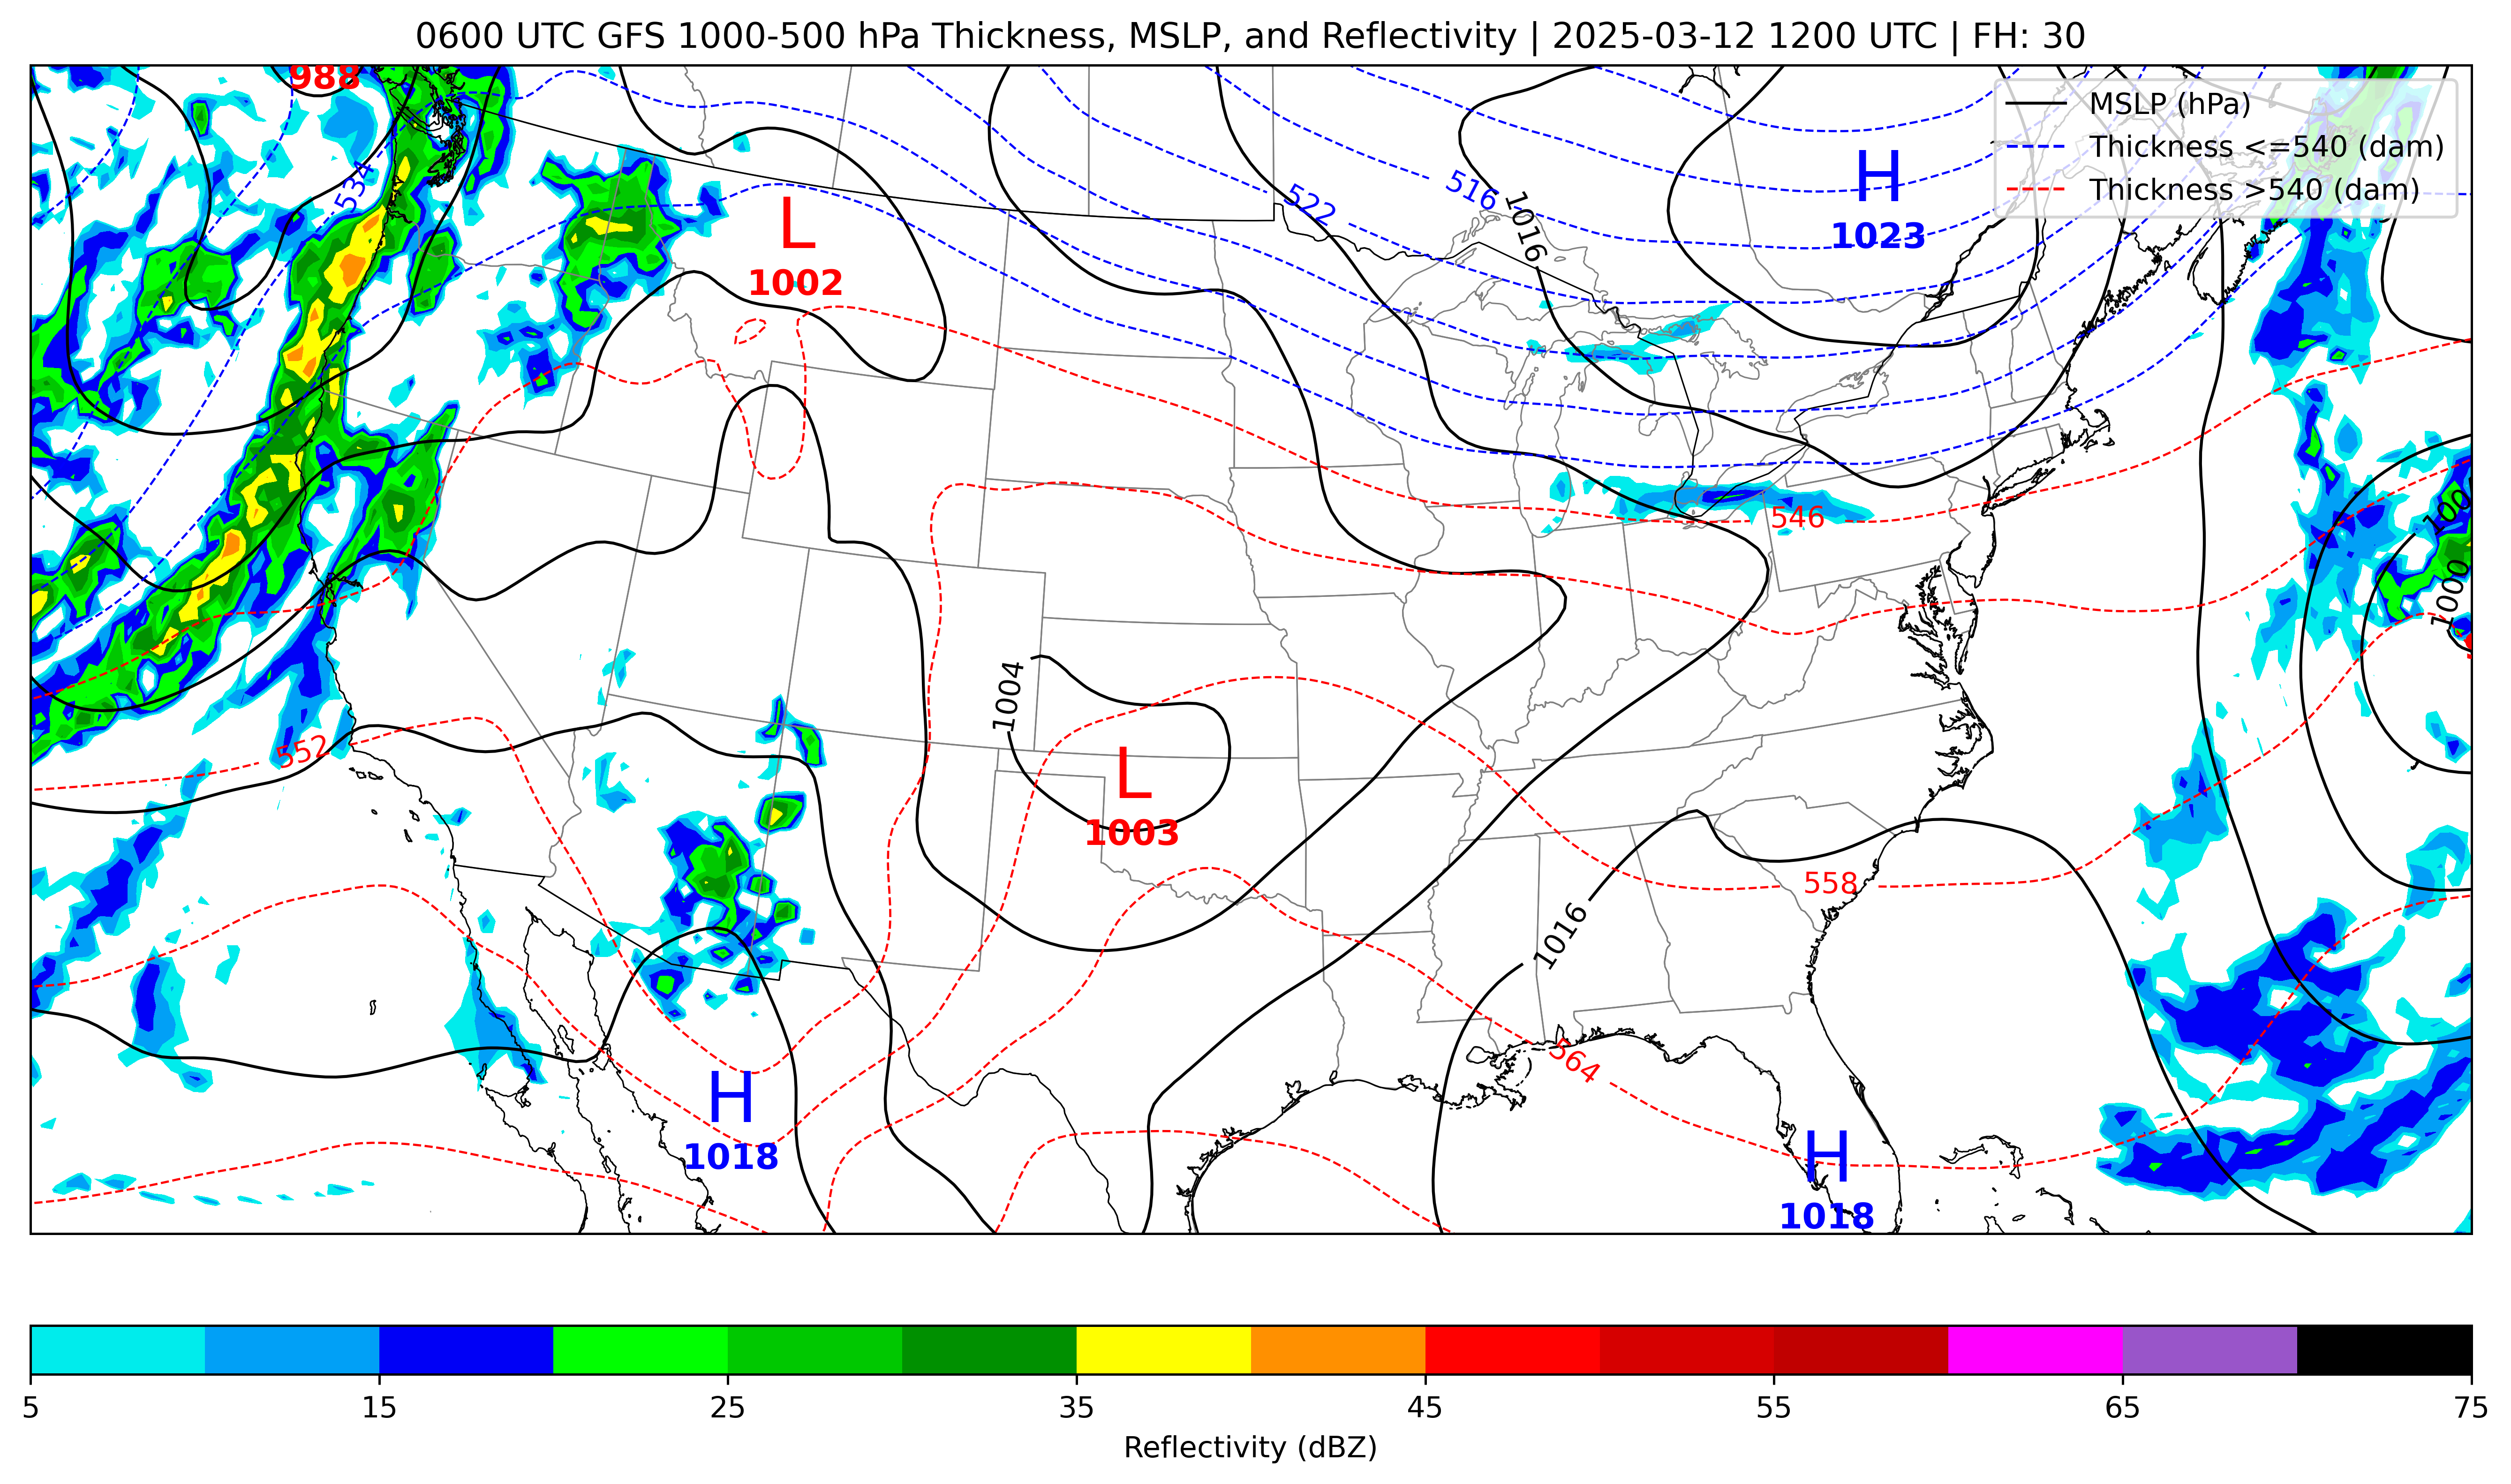 0600 UTC GFS 1000-500 hPa Thickness, MSLP, and Reflectivity | 2025-03-12 1200 UTC | FH: 30
988
MSLP (hPa)
Thickness <=540 (dam)
Thickness >540 (dam)
534
522
516
1016
H
1023
L
1002
546
1000
1004
552
L
1003
558
1016
564
H
1018
H
1018
5
15
25
35
45
55
65
75
Reflectivity (dBZ)